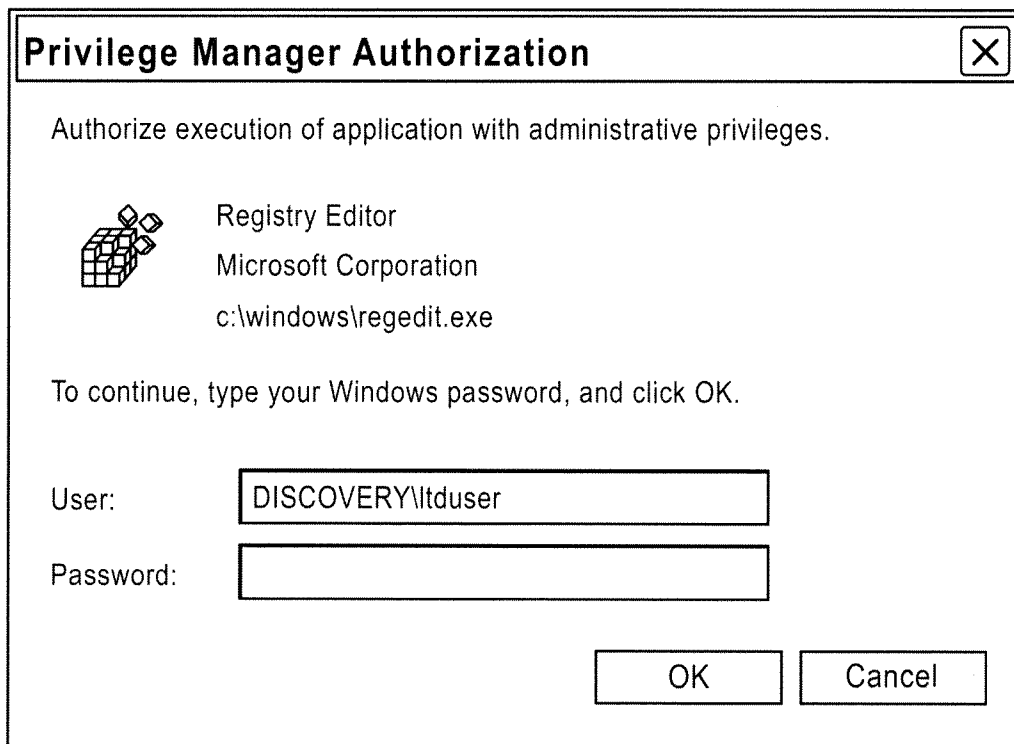 Privilege Manager Authorization
Authorize execution of application with administrative privileges.
Registry Editor
Microsoft Corporation
c:\windows\regedit.exe
To continue, type your Windows password, and click OK.
User: DISCOVERY\ltduser
Password:
OK Cancel